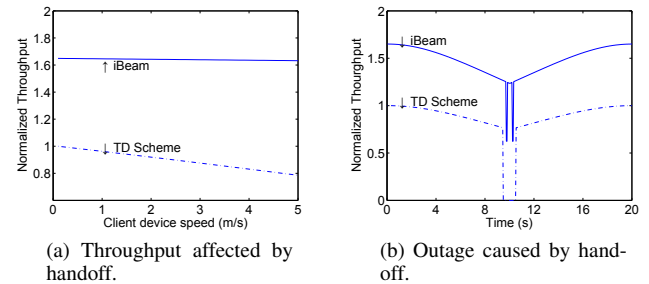 2
1.8
1.6
1.4
1.2
1
0.8
Normalized Throughput
↑ iBeam
↓ TD Scheme
0 1 2 3 4 5
Client device speed (m/s)
(a) Throughput affected by
handoff.
2
1.5
1
0.5
0
Normalized Thourghput
↓ iBeam
↓ TD Scheme
0 4 8 12 16 20
Time (s)
(b) Outage caused by hand-
off.